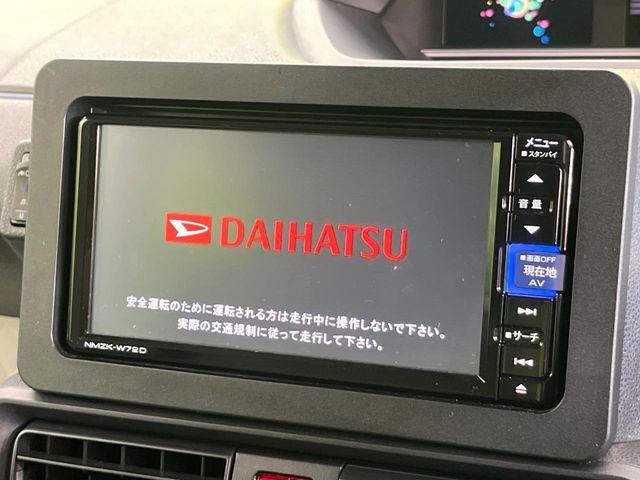 メニュー
■スタンバイ
▲
音量
▼
■画面OFF
現在地
AV
▶▶|
■サーチ
|◀◀
⏏
DAIHATSU
安全運転のために運転される方は走行中に操作しないで下さい。
実際の交通規制に従って走行して下さい。
NMZK-W72D